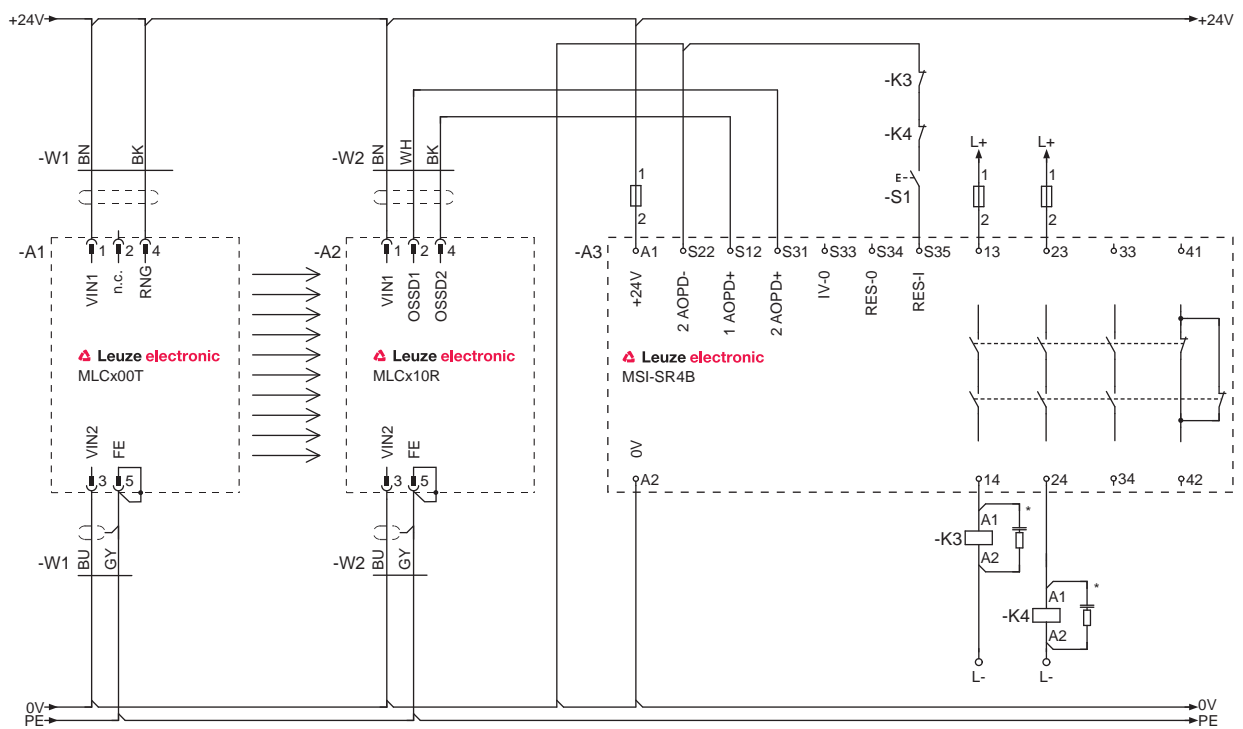 +24V
+24V
-K3
-K4
-W1
BN
BK
-W2
BN
WH
BK
L+
L+
E
-S1
1
2
1
2
1
2
-A1
1
2
4
VIN1
n.c.
RNG
-A2
1
2
4
VIN1
OSSD1
OSSD2
-A3
A1
S22
S12
S31
S33
S34
S35
13
23
33
41
+24V
2 AOPD-
1 AOPD+
2 AOPD+
IV-0
RES-0
RES-I
Leuze electronic
MLCx00T
Leuze electronic
MLCx10R
Leuze electronic
MSI-SR4B
VIN2
FE
VIN2
FE
0V
3
5
3
5
A2
14
24
34
42
-W1
BU
GY
-W2
BU
GY
-K3
A1
A2
*
-K4
A1
A2
*
L-
L-
0V
0V
PE
PE